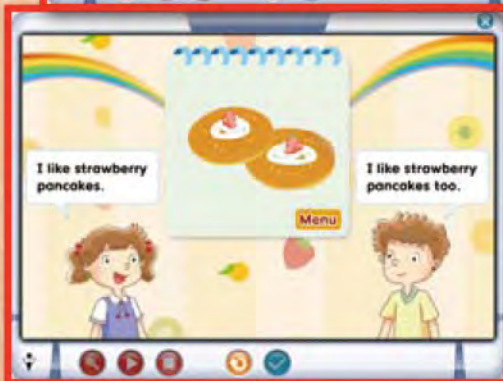 I like strawberry
pancakes.
Menu
I like strawberry
pancakes too.